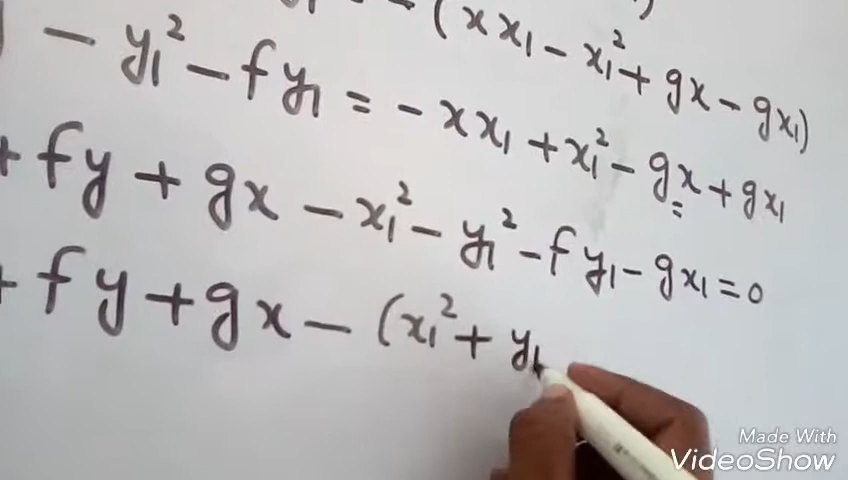 (xx₁ - x₁² + gx - gx₁)
- y₁² - fy₁ = - xx₁ + x₁² - gx + gx₁
+ fy + gx - x₁² - y₁² - fy₁ - gx₁ = 0
+ fy + gx - (x₁² + y₁
Made With
VideoShow